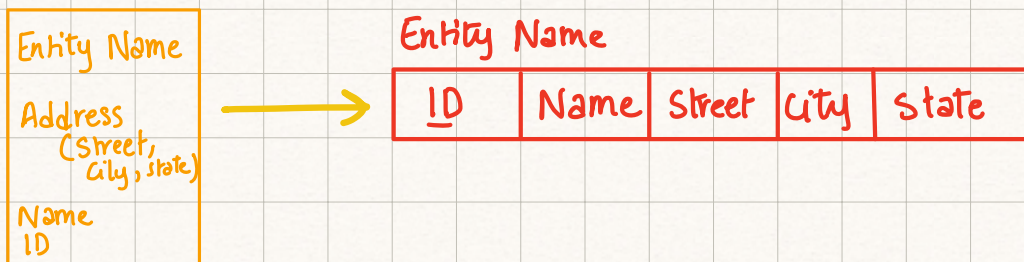 Entity Name
Address
(Street,
City, state)
Name
ID
Entity Name
ID Name Street City State